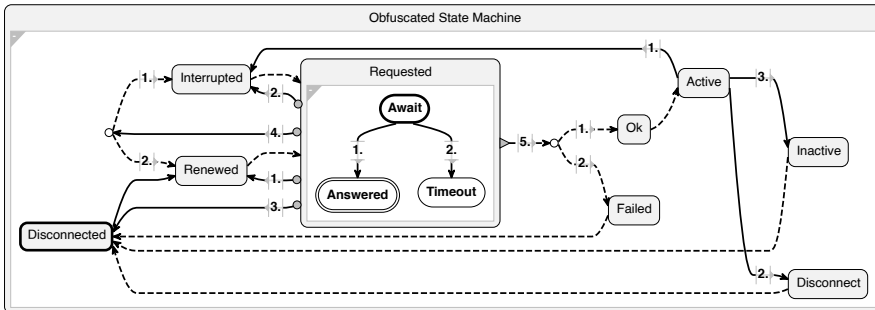 Obfuscated State Machine
-
1.
Interrupted
Requested
1.
3.
Active
2.
-
Await
4.
5.
1.
Ok
1.
2.
2.
Renewed
2.
Inactive
1.
Answered
Timeout
3.
Failed
Disconnected
2.
Disconnect